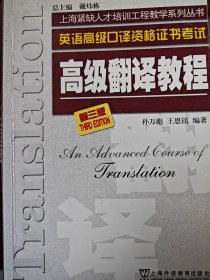 总主编 戴炜栋
上海紧缺人才培训工程教学系列丛书
英语高级口译资格证书考试
高级翻译教程
第三版
THIRD EDITION
孙万彪 王恩铭 编著
An Advanced Course of
Translation
Translation
翻
译
上海外语教育出版社